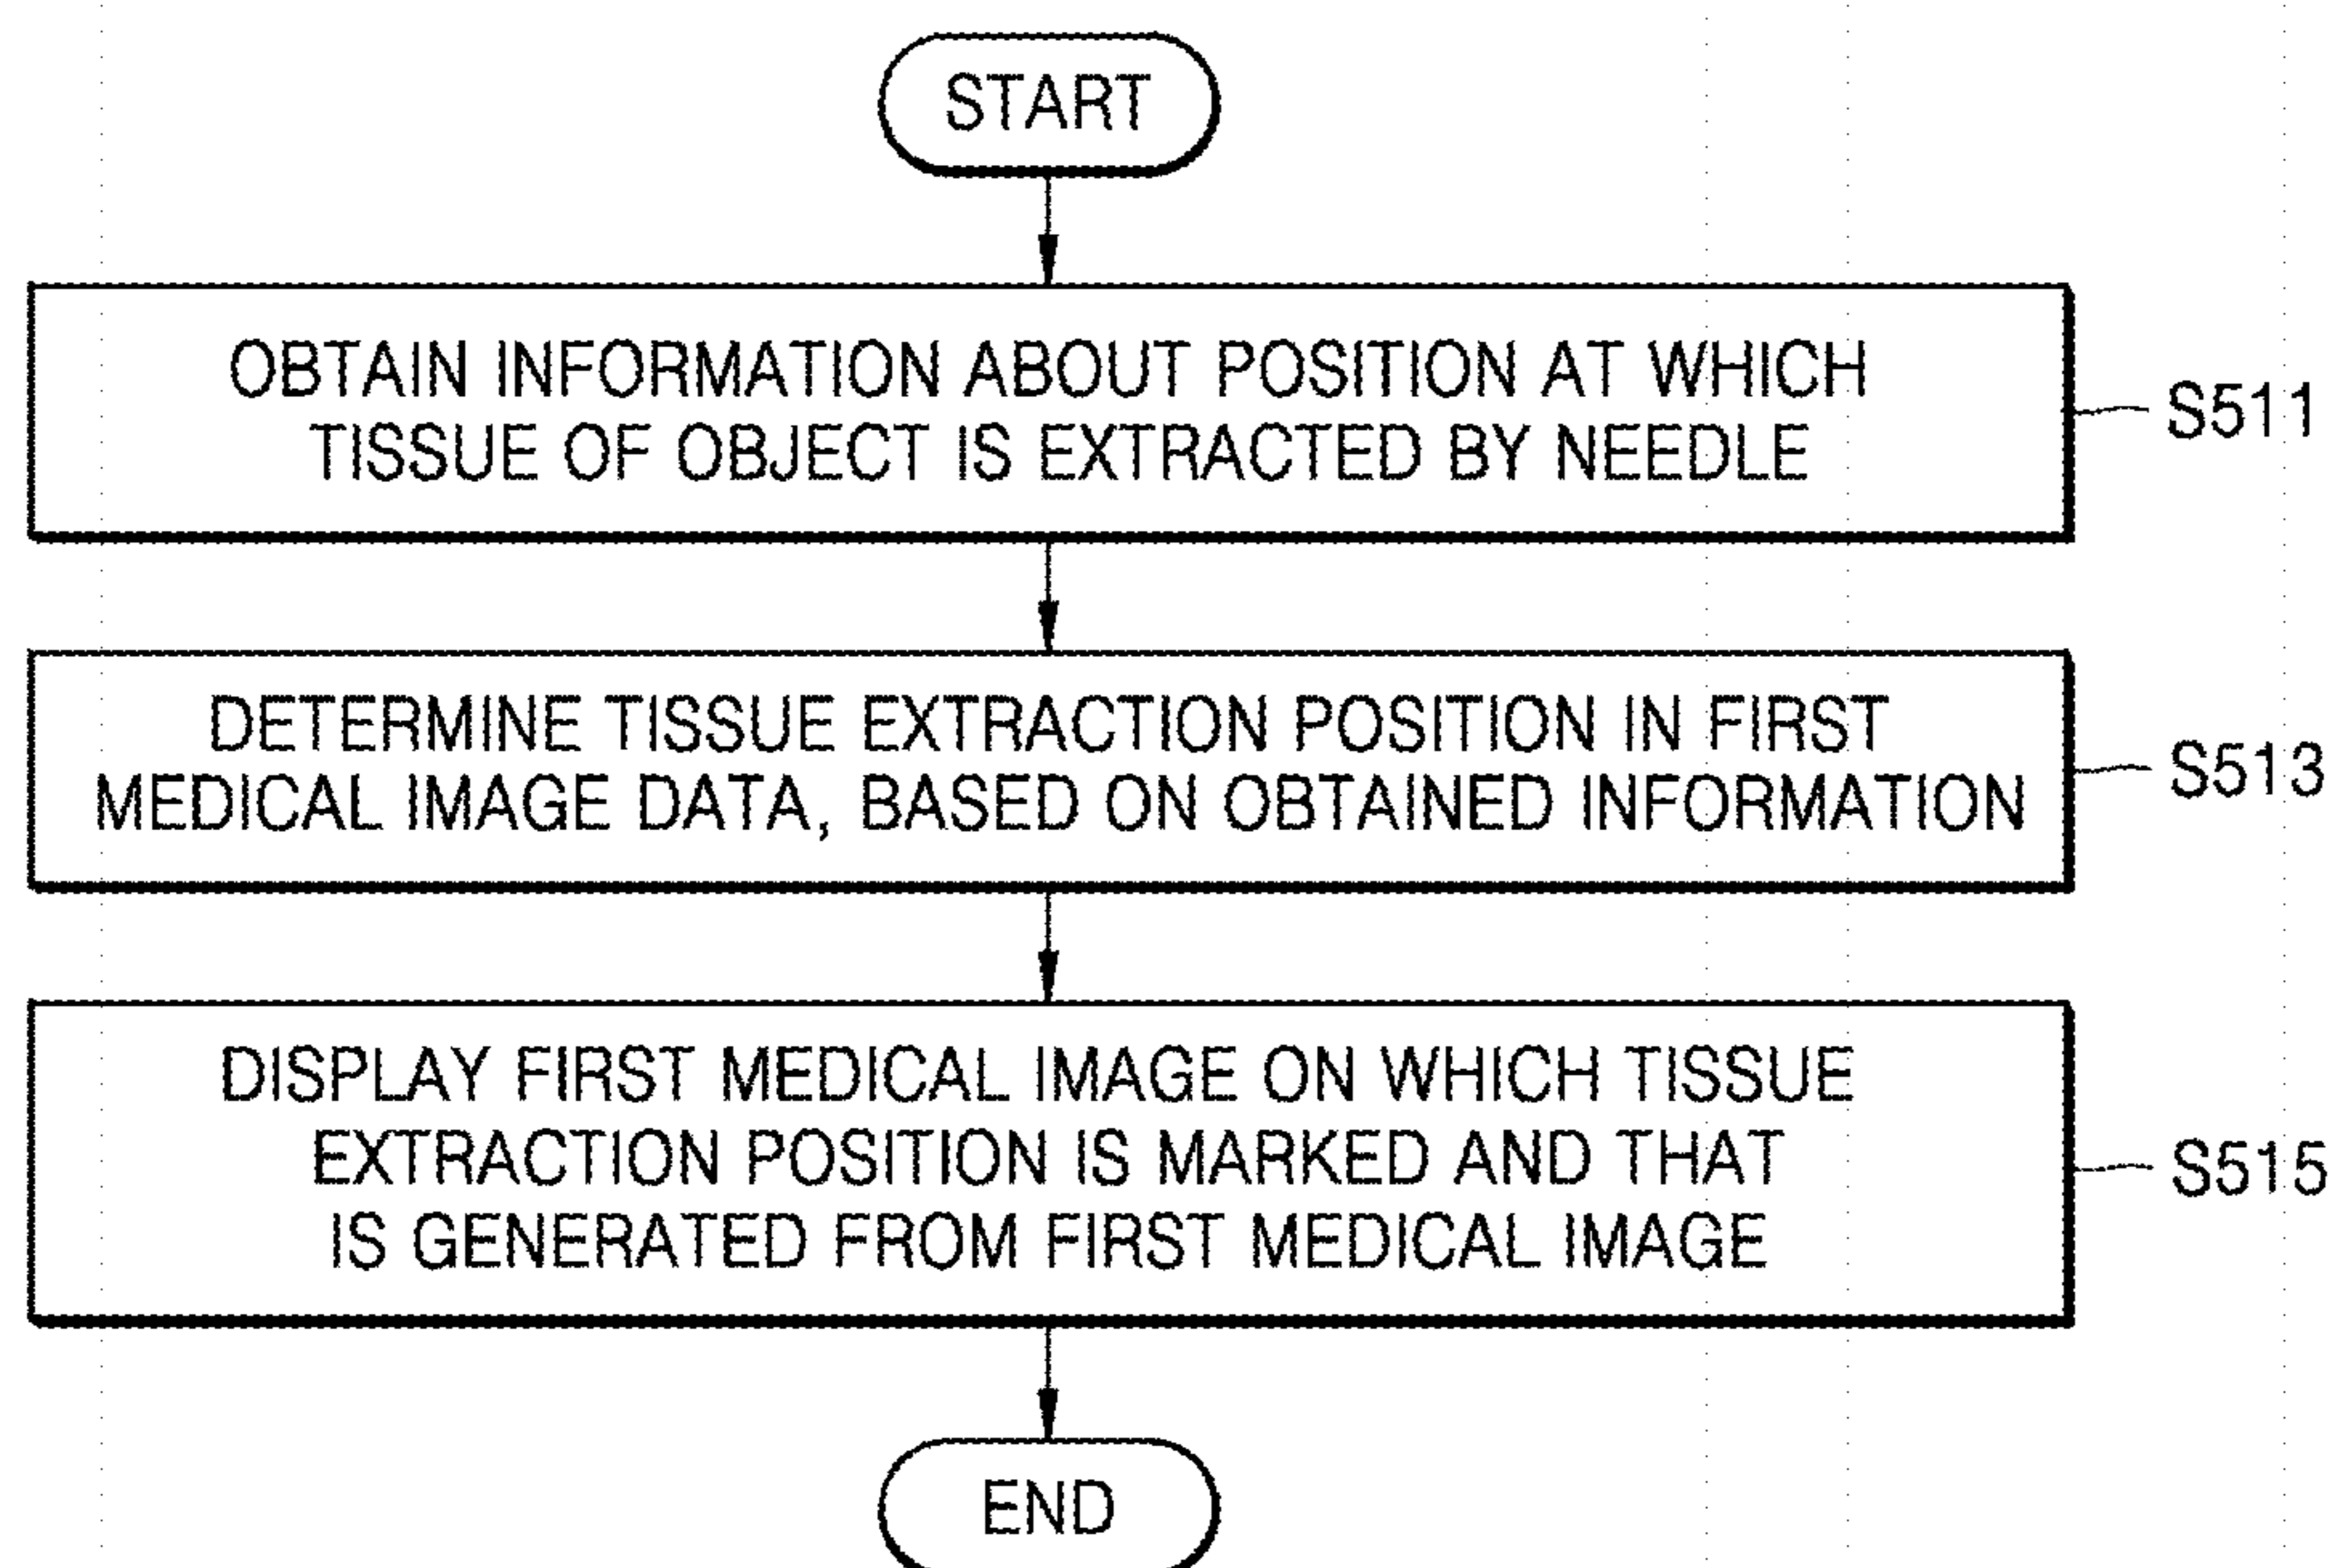 START
OBTAIN INFORMATION ABOUT POSITION AT WHICH
TISSUE OF OBJECT IS EXTRACTED BY NEEDLE
S511
DETERMINE TISSUE EXTRACTION POSITION IN FIRST
MEDICAL IMAGE DATA, BASED ON OBTAINED INFORMATION
S513
DISPLAY FIRST MEDICAL IMAGE ON WHICH TISSUE
EXTRACTION POSITION IS MARKED AND THAT
IS GENERATED FROM FIRST MEDICAL IMAGE
S515
END